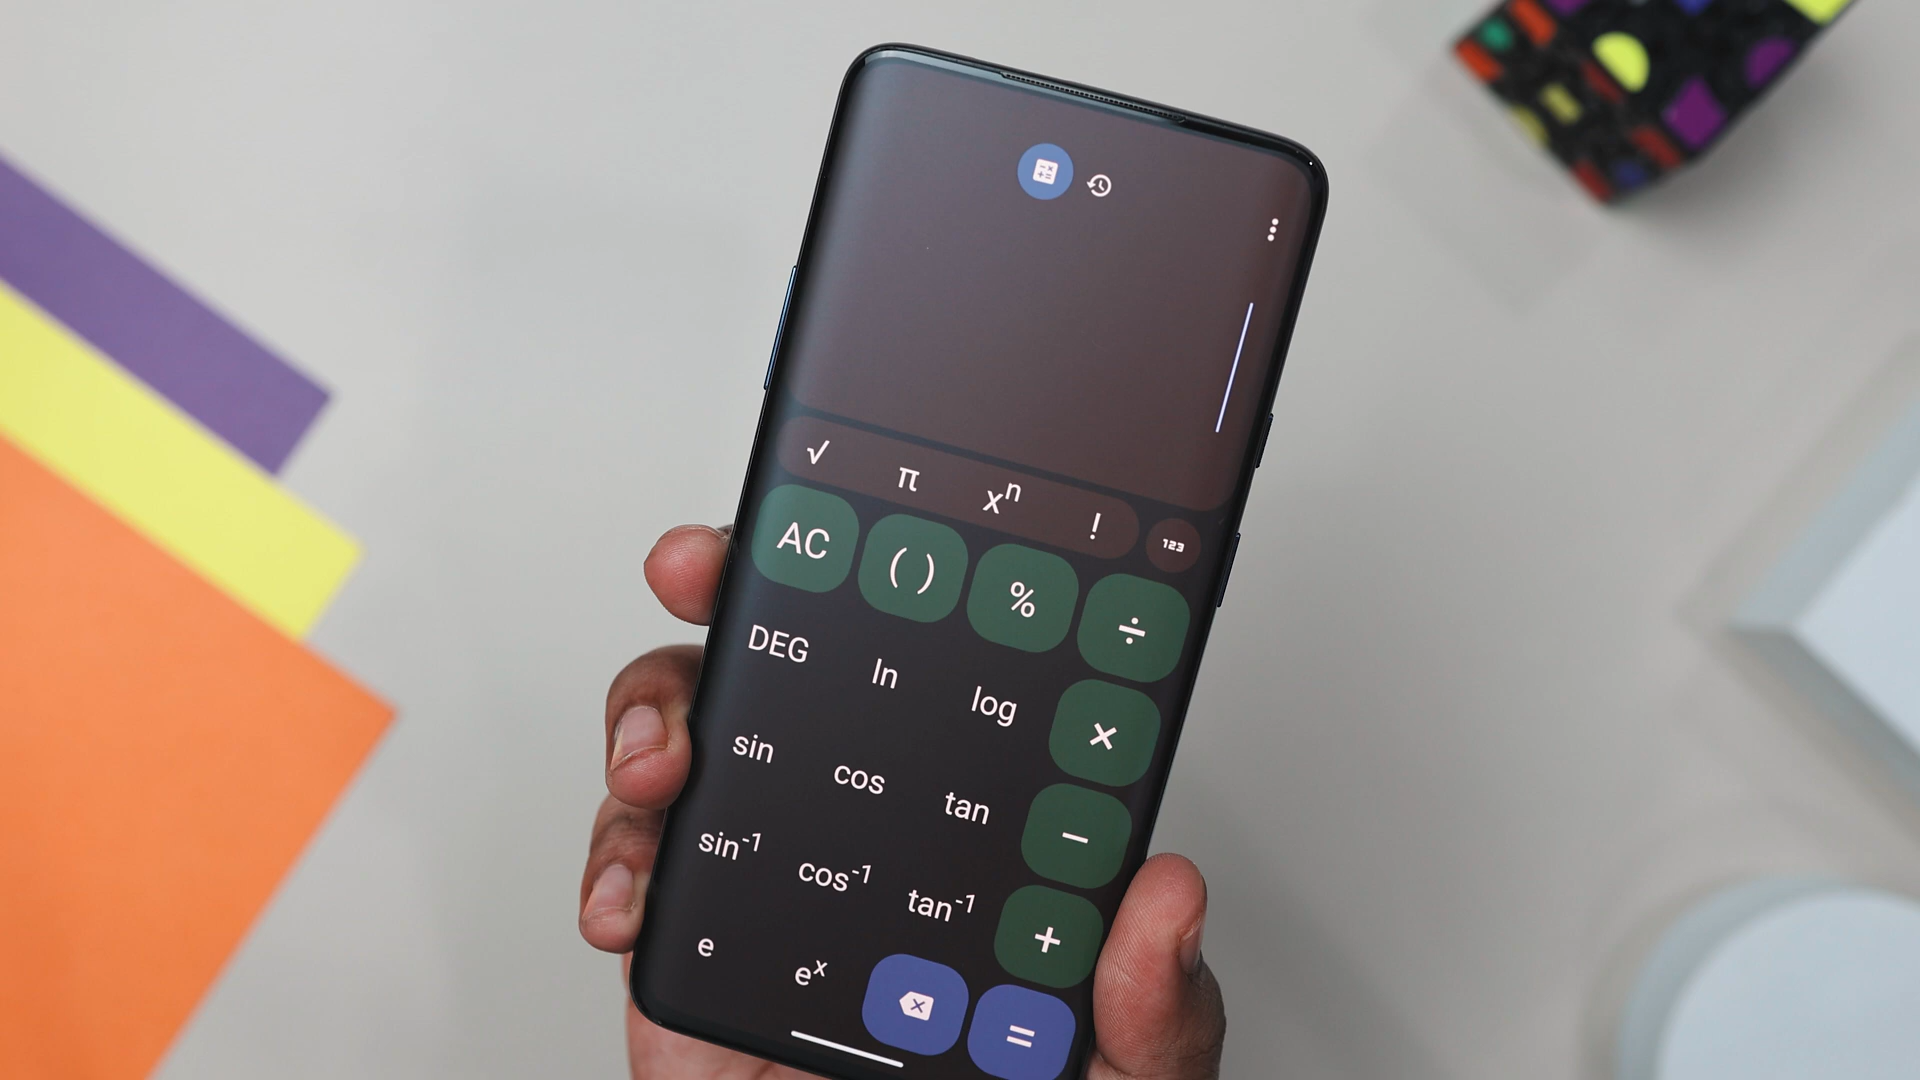 √ π xⁿ ! 123
AC ( ) % ÷
DEG ln log ×
sin cos tan −
sin⁻¹ cos⁻¹ tan⁻¹ +
e eˣ =